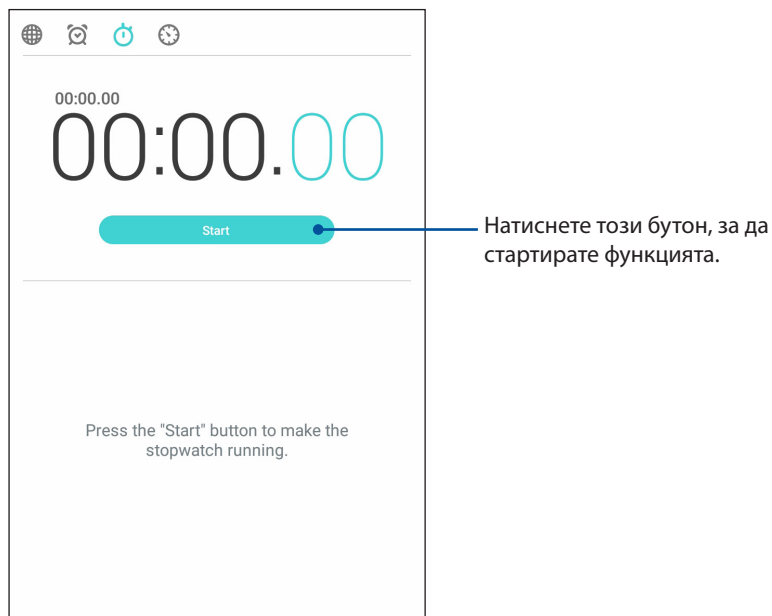 00:00.00
00:00.00
Start
Натиснете този бутон, за да
стартирате функцията.
Press the "Start" button to make the
stopwatch running.